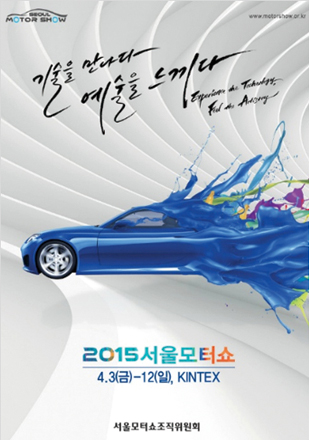 SEOUL
MOTOR SHOW
www.motorshow.or.kr
기술을 만나다
예술을 느끼다
Experience the Technology,
Feel the Artistry
2015서울모터쇼
4.3(금)-12(일), KINTEX
서울모터쇼조직위원회